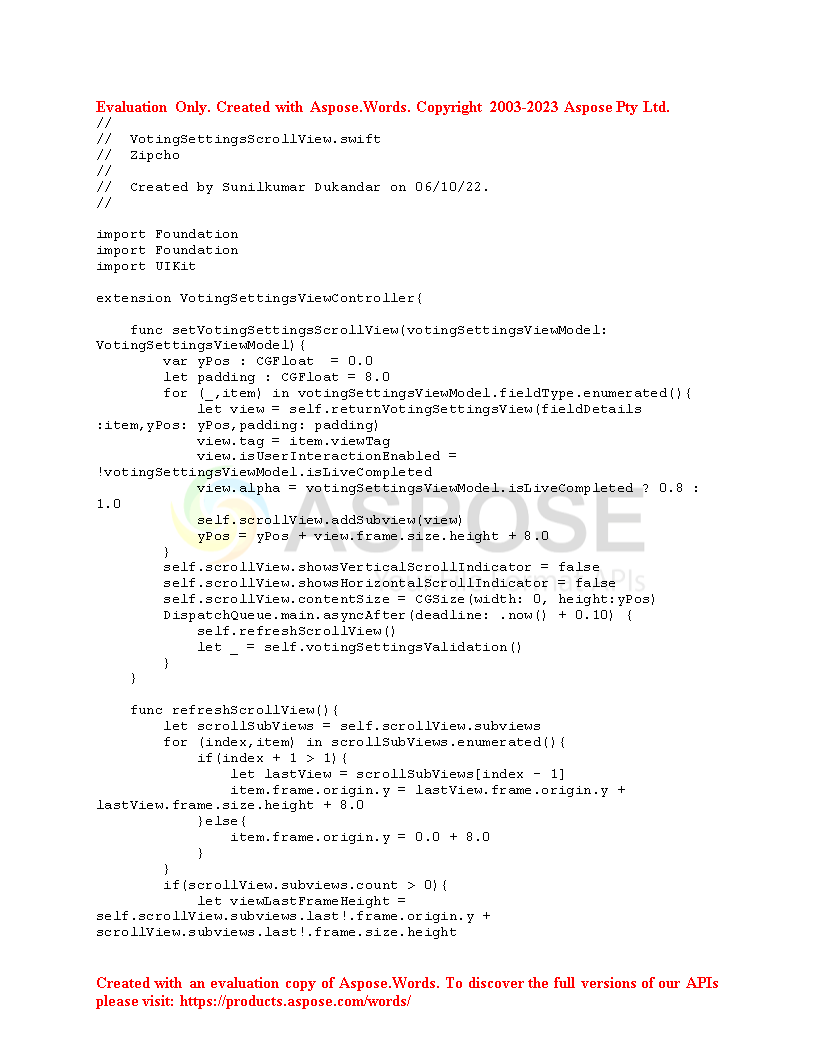 Evaluation Only. Created with Aspose.Words. Copyright 2003-2023 Aspose Pty Ltd.
//
//  VotingSettingsScrollView.swift
//  Zipcho
//
//  Created by Sunilkumar Dukandar on 06/10/22.
//

import Foundation
import Foundation
import UIKit

extension VotingSettingsViewController{

    func setVotingSettingsScrollView(votingSettingsViewModel:
VotingSettingsViewModel){
        var yPos : CGFloat  = 0.0
        let padding : CGFloat = 8.0
        for (_,item) in votingSettingsViewModel.fieldType.enumerated(){
            let view = self.returnVotingSettingsView(fieldDetails
:item,yPos: yPos,padding: padding)
            view.tag = item.viewTag
            view.isUserInteractionEnabled =
!votingSettingsViewModel.isLiveCompleted
            view.alpha = votingSettingsViewModel.isLiveCompleted ? 0.8 :
1.0
            self.scrollView.addSubview(view)
            yPos = yPos + view.frame.size.height + 8.0
        }
        self.scrollView.showsVerticalScrollIndicator = false
        self.scrollView.showsHorizontalScrollIndicator = false
        self.scrollView.contentSize = CGSize(width: 0, height:yPos)
        DispatchQueue.main.asyncAfter(deadline: .now() + 0.10) {
            self.refreshScrollView()
            let _ = self.votingSettingsValidation()
        }
    }

    func refreshScrollView(){
        let scrollSubViews = self.scrollView.subviews
        for (index,item) in scrollSubViews.enumerated(){
            if(index + 1 > 1){
                let lastView = scrollSubViews[index - 1]
                item.frame.origin.y = lastView.frame.origin.y +
lastView.frame.size.height + 8.0
            }else{
                item.frame.origin.y = 0.0 + 8.0
            }
        }
        if(scrollView.subviews.count > 0){
            let viewLastFrameHeight =
self.scrollView.subviews.last!.frame.origin.y +
scrollView.subviews.last!.frame.size.height
ASPOSE
APIs
Created with an evaluation copy of Aspose.Words. To discover the full versions of our APIs
please visit: https://products.aspose.com/words/